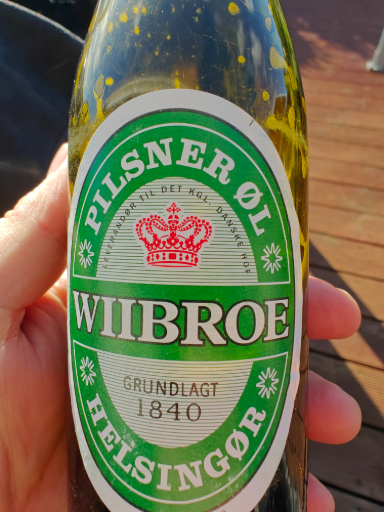 PILSNER ØL
LEVERANDØR TIL DET KGL. DANSKE HOF
WIIBROE
GRUNDLAGT
1840
HELSINGØR